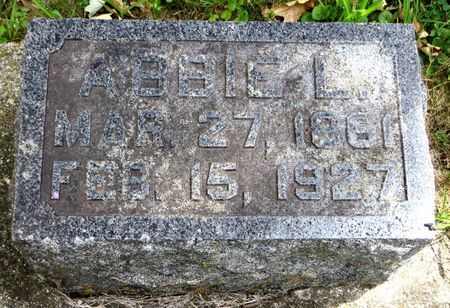 ABBIE L.
MAR. 27, 1861
FEB. 15, 1927